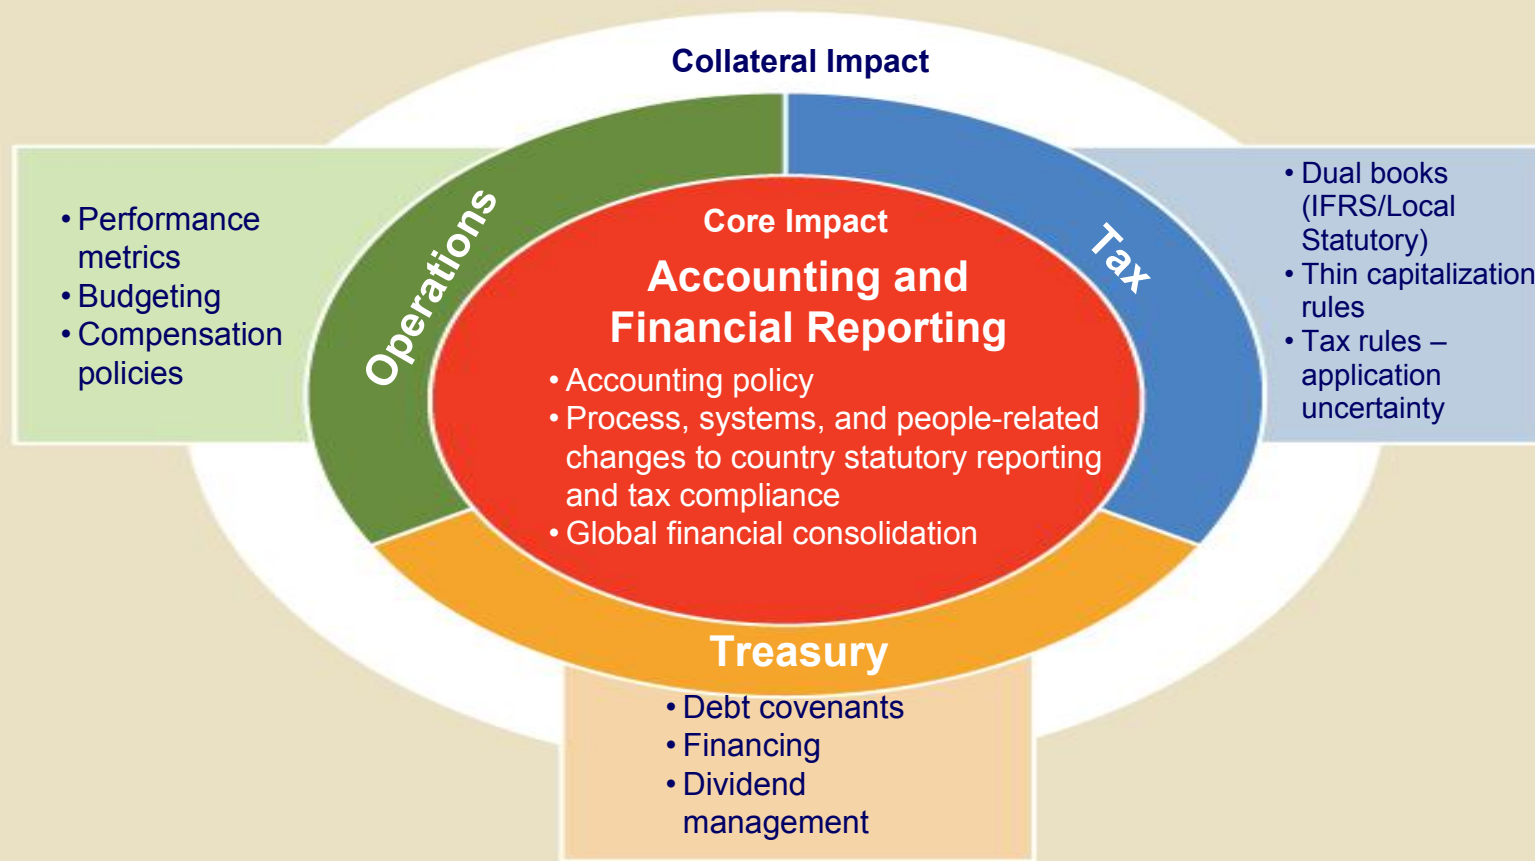 Collateral Impact
Operations
• Performance
metrics
• Budgeting
• Compensation
policies
Core Impact
Accounting and
Financial Reporting
• Accounting policy
• Process, systems, and people-related
changes to country statutory reporting
and tax compliance
• Global financial consolidation
Tax
• Dual books
(IFRS/Local
Statutory)
• Thin capitalization
rules
• Tax rules –
application
uncertainty
Treasury
• Debt covenants
• Financing
• Dividend
management